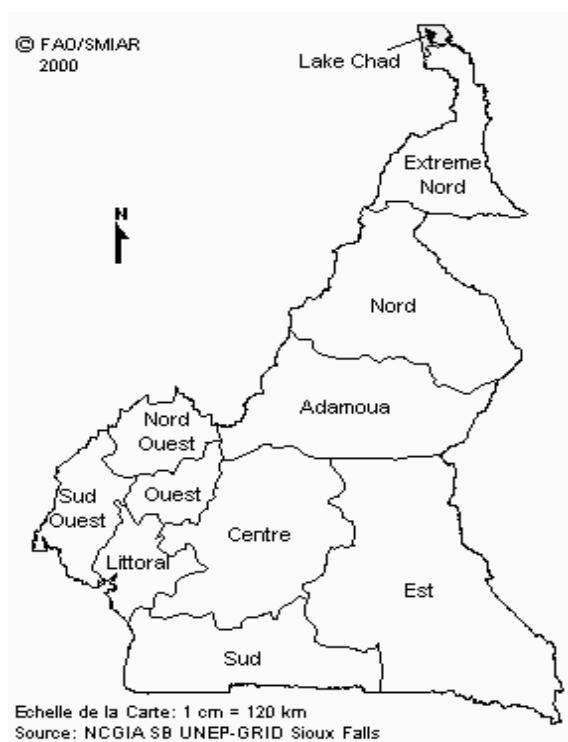 © FAO/SMIAR
2000
Lake Chad
Extreme
Nord
N
Nord
Adamoua
Nord
Ouest
Sud
Ouest
Ouest
Centre
Littoral
Est
Sud
Echelle de la Carte: 1 cm = 120 km
Source: NCGIA SB UNEP-GRID Sioux Falls